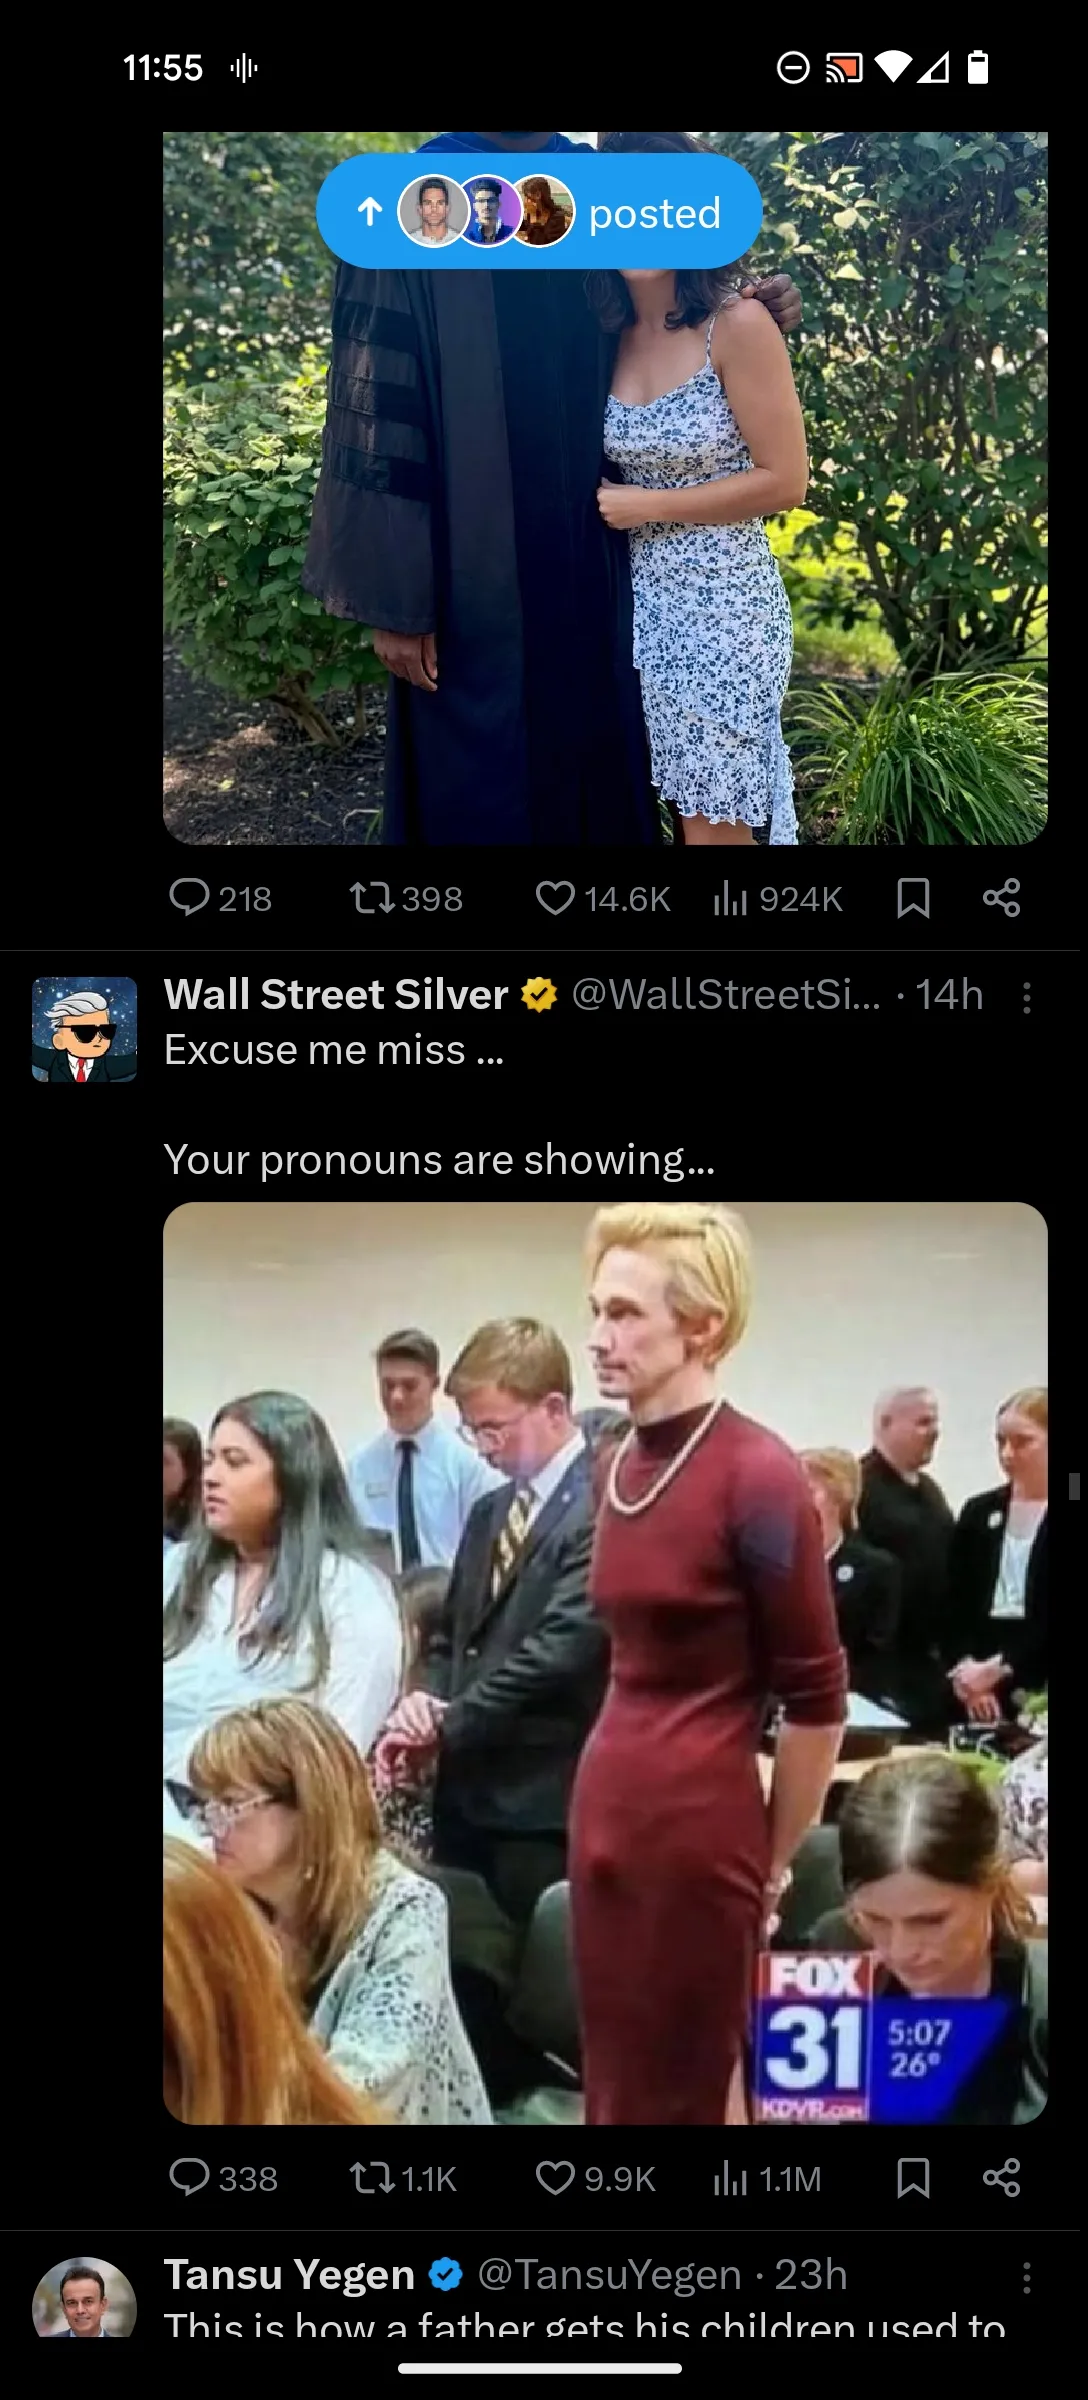 11:55
posted
218 398 14.6K 924K
Wall Street Silver @WallStreetSi... · 14h
Excuse me miss ...
Your pronouns are showing...
FOX
31
KDVR.COM
5:07
26°
338 1.1K 9.9K 1.1M
Tansu Yegen @TansuYegen · 23h
This is how a father gets his children used to